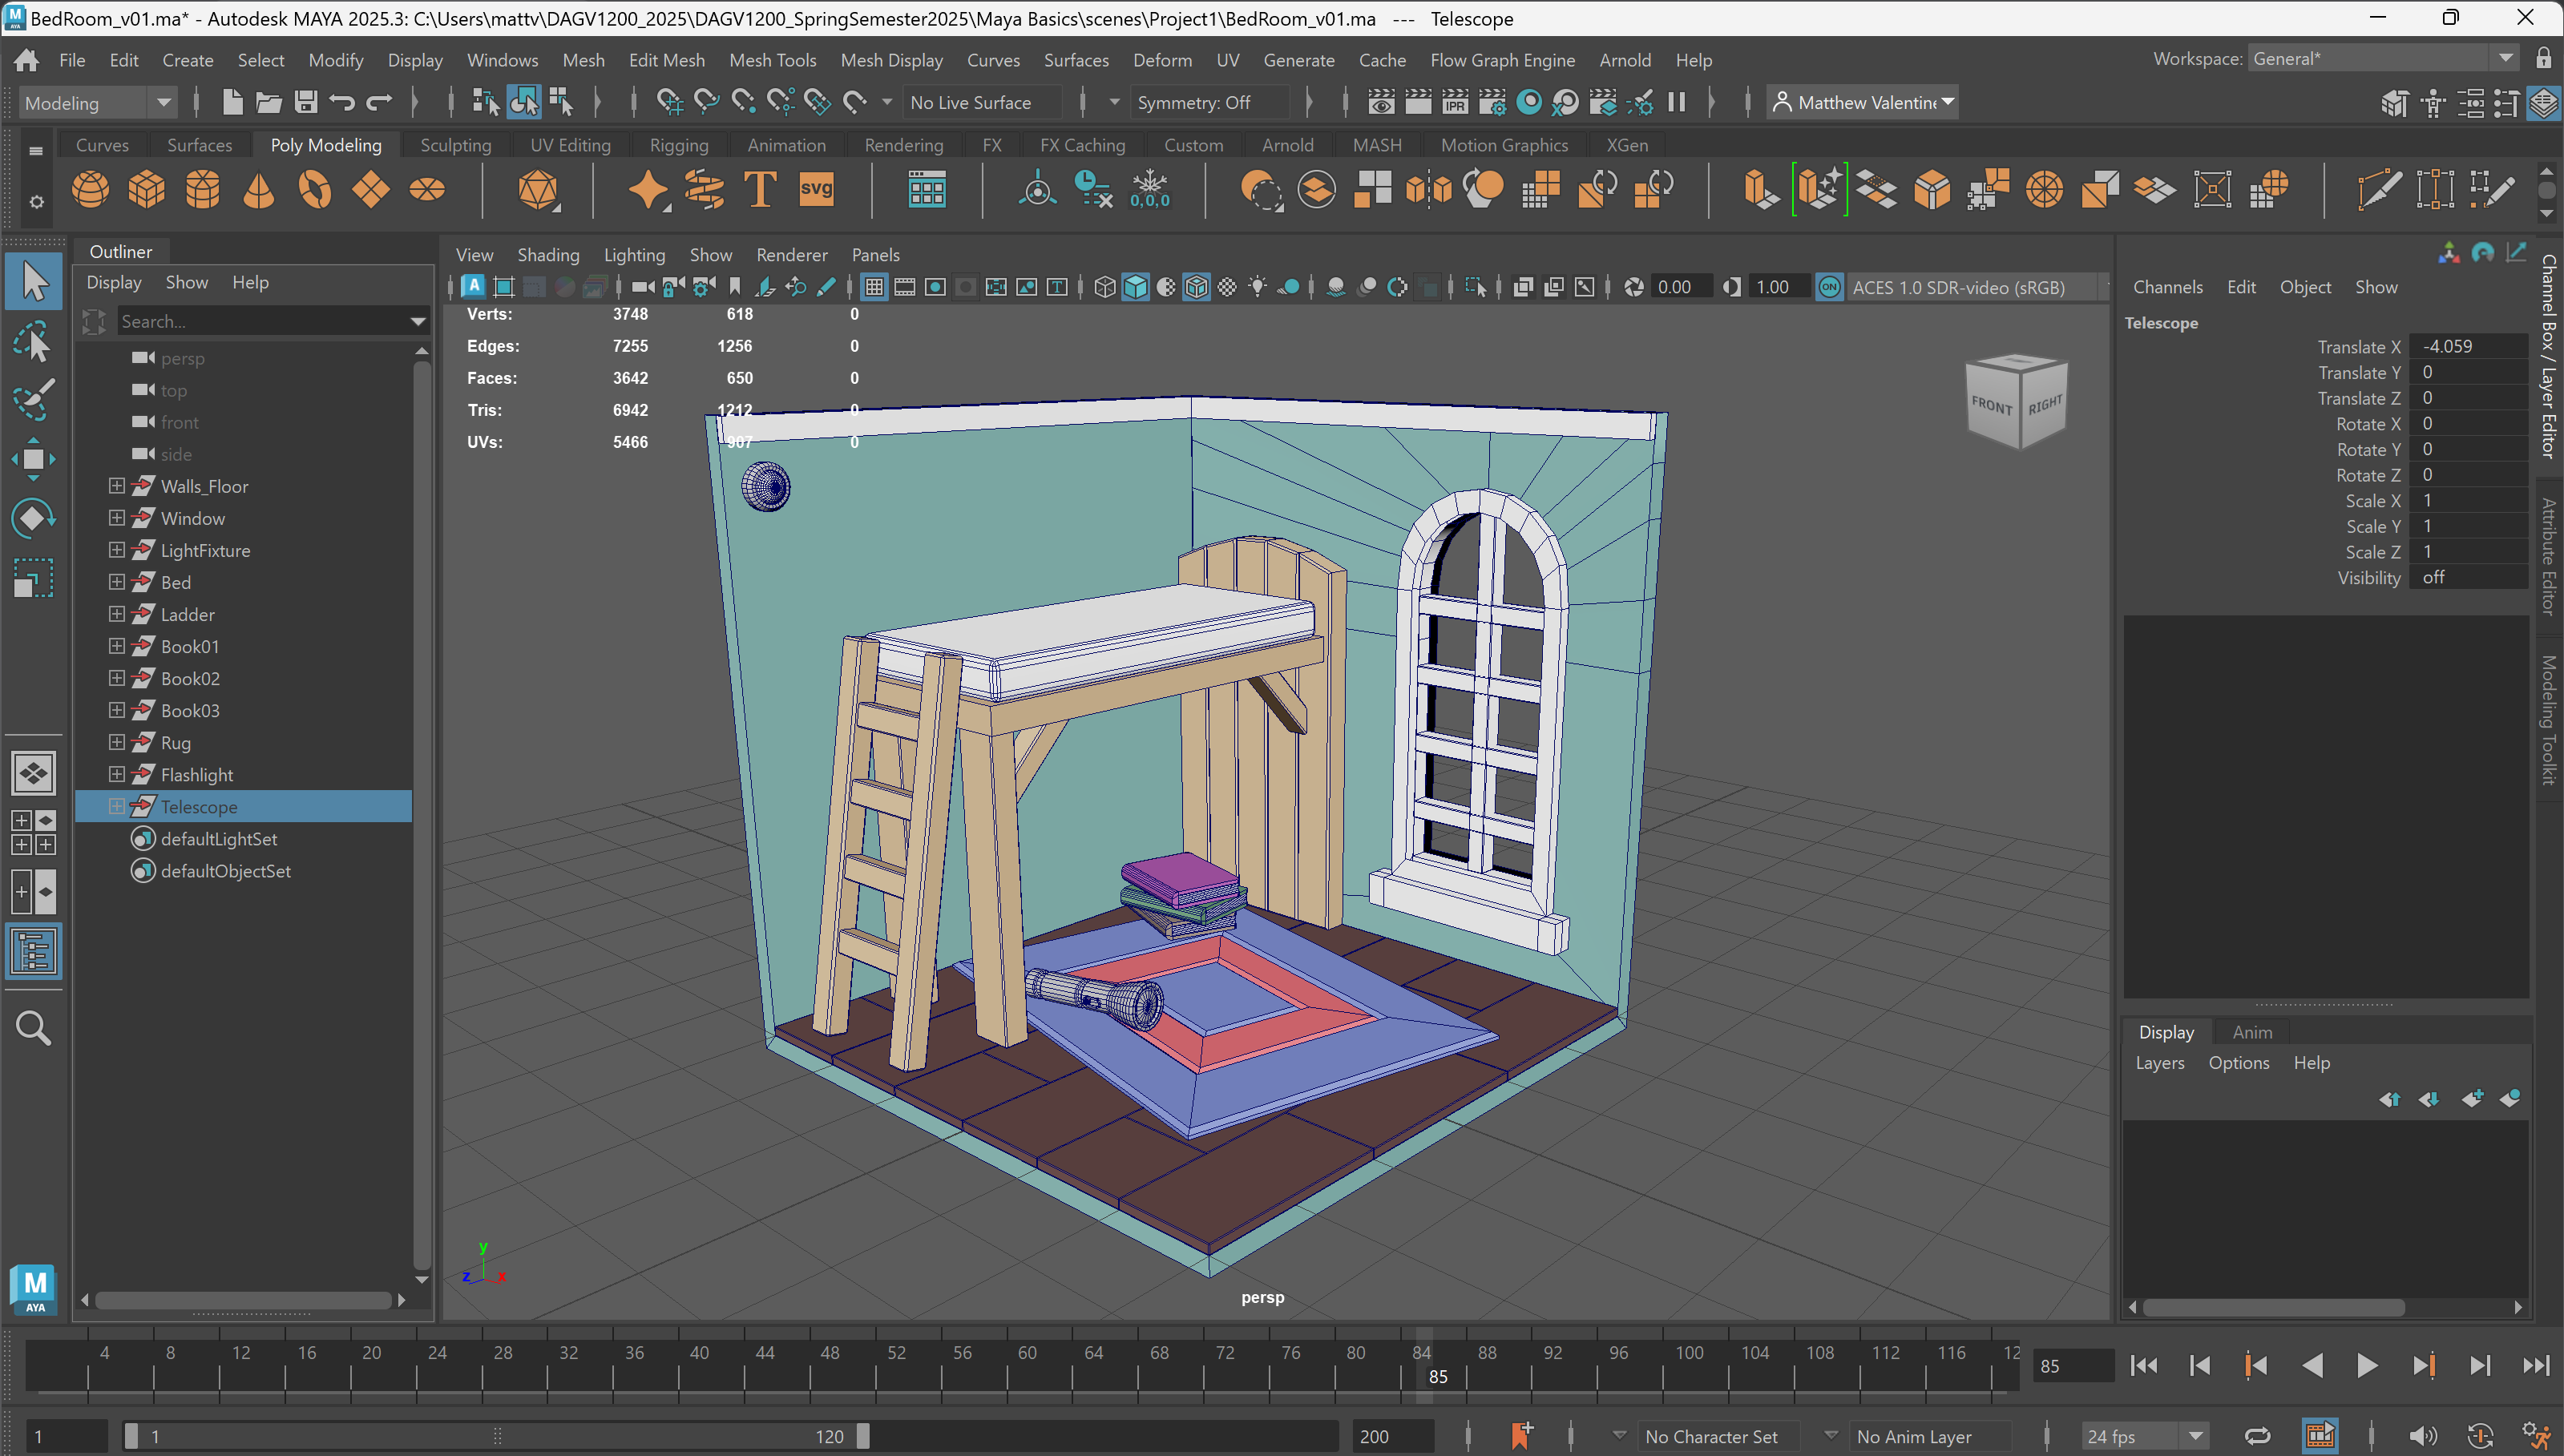 BedRoom_v01.ma* - Autodesk MAYA 2025.3: C:\Users\mattv\DAGV1200_2025\DAGV1200_SpringSemester2025\Maya Basics\scenes\Project1\BedRoom_v01.ma --- Telescope
File Edit Create Select Modify Display Windows Mesh Edit Mesh Mesh Tools Mesh Display Curves Surfaces Deform UV Generate Cache Flow Graph Engine Arnold Help Workspace: General*
Modeling No Live Surface Symmetry: Off IPR Matthew Valentin
Curves Surfaces Poly Modeling Sculpting UV Editing Rigging Animation Rendering FX FX Caching Custom Arnold MASH Motion Graphics XGen
T svg 0,0,0
Outliner
Display Show Help
Search...
persp
top
front
side
Walls_Floor
Window
LightFixture
Bed
Ladder
Book01
Book02
Book03
Rug
Flashlight
Telescope
defaultLightSet
defaultObjectSet
M
AYA
View Shading Lighting Show Renderer Panels
0.00 1.00 ON ACES 1.0 SDR-video (sRGB)
Verts: 3748 618 0
Edges: 7255 1256 0
Faces: 3642 650 0
Tris: 6942 1212 0
UVs: 5466 907 0
FRONT RIGHT
y
z x
persp
Channels Edit Object Show
Telescope
Translate X -4.059
Translate Y 0
Translate Z 0
Rotate X 0
Rotate Y 0
Rotate Z 0
Scale X 1
Scale Y 1
Scale Z 1
Visibility off
Channel Box / Layer Editor
Attribute Editor
Modeling Toolkit
Display Anim
Layers Options Help
4 8 12 16 20 24 28 32 36 40 44 48 52 56 60 64 68 72 76 80 84 88 92 96 100 104 108 112 116 12
85
85
1 1 120 200 No Character Set No Anim Layer 24 fps